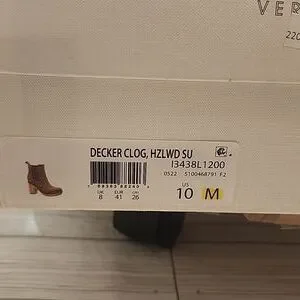 VER
220
DECKER CLOG, HZLWD SU
I3438L1200
0522 5100468791 F2
UK EUR cm
8 41 26
US
10 M